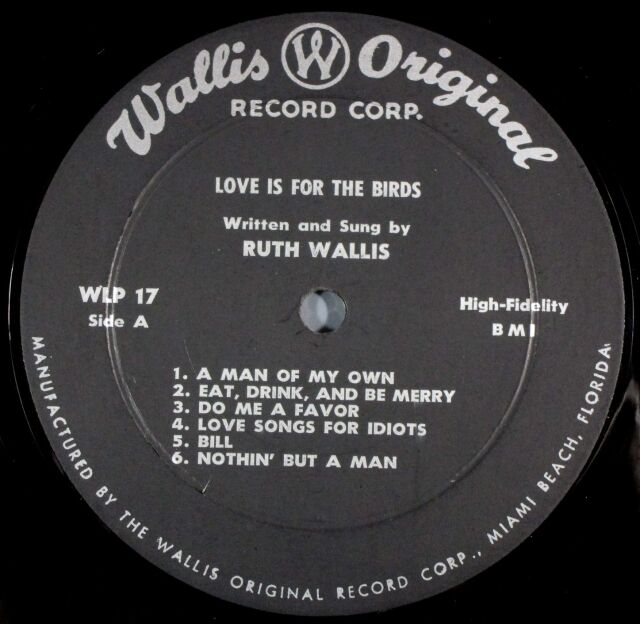 Wallis W Original
RECORD CORP.
LOVE IS FOR THE BIRDS
Written and Sung by
RUTH WALLIS
WLP 17
Side A
High-Fidelity
BMI
1. A MAN OF MY OWN
2. EAT, DRINK, AND BE MERRY
3. DO ME A FAVOR
4. LOVE SONGS FOR IDIOTS
5. BILL
6. NOTHIN' BUT A MAN
MANUFACTURED BY THE WALLIS ORIGINAL RECORD CORP., MIAMI BEACH, FLORIDA